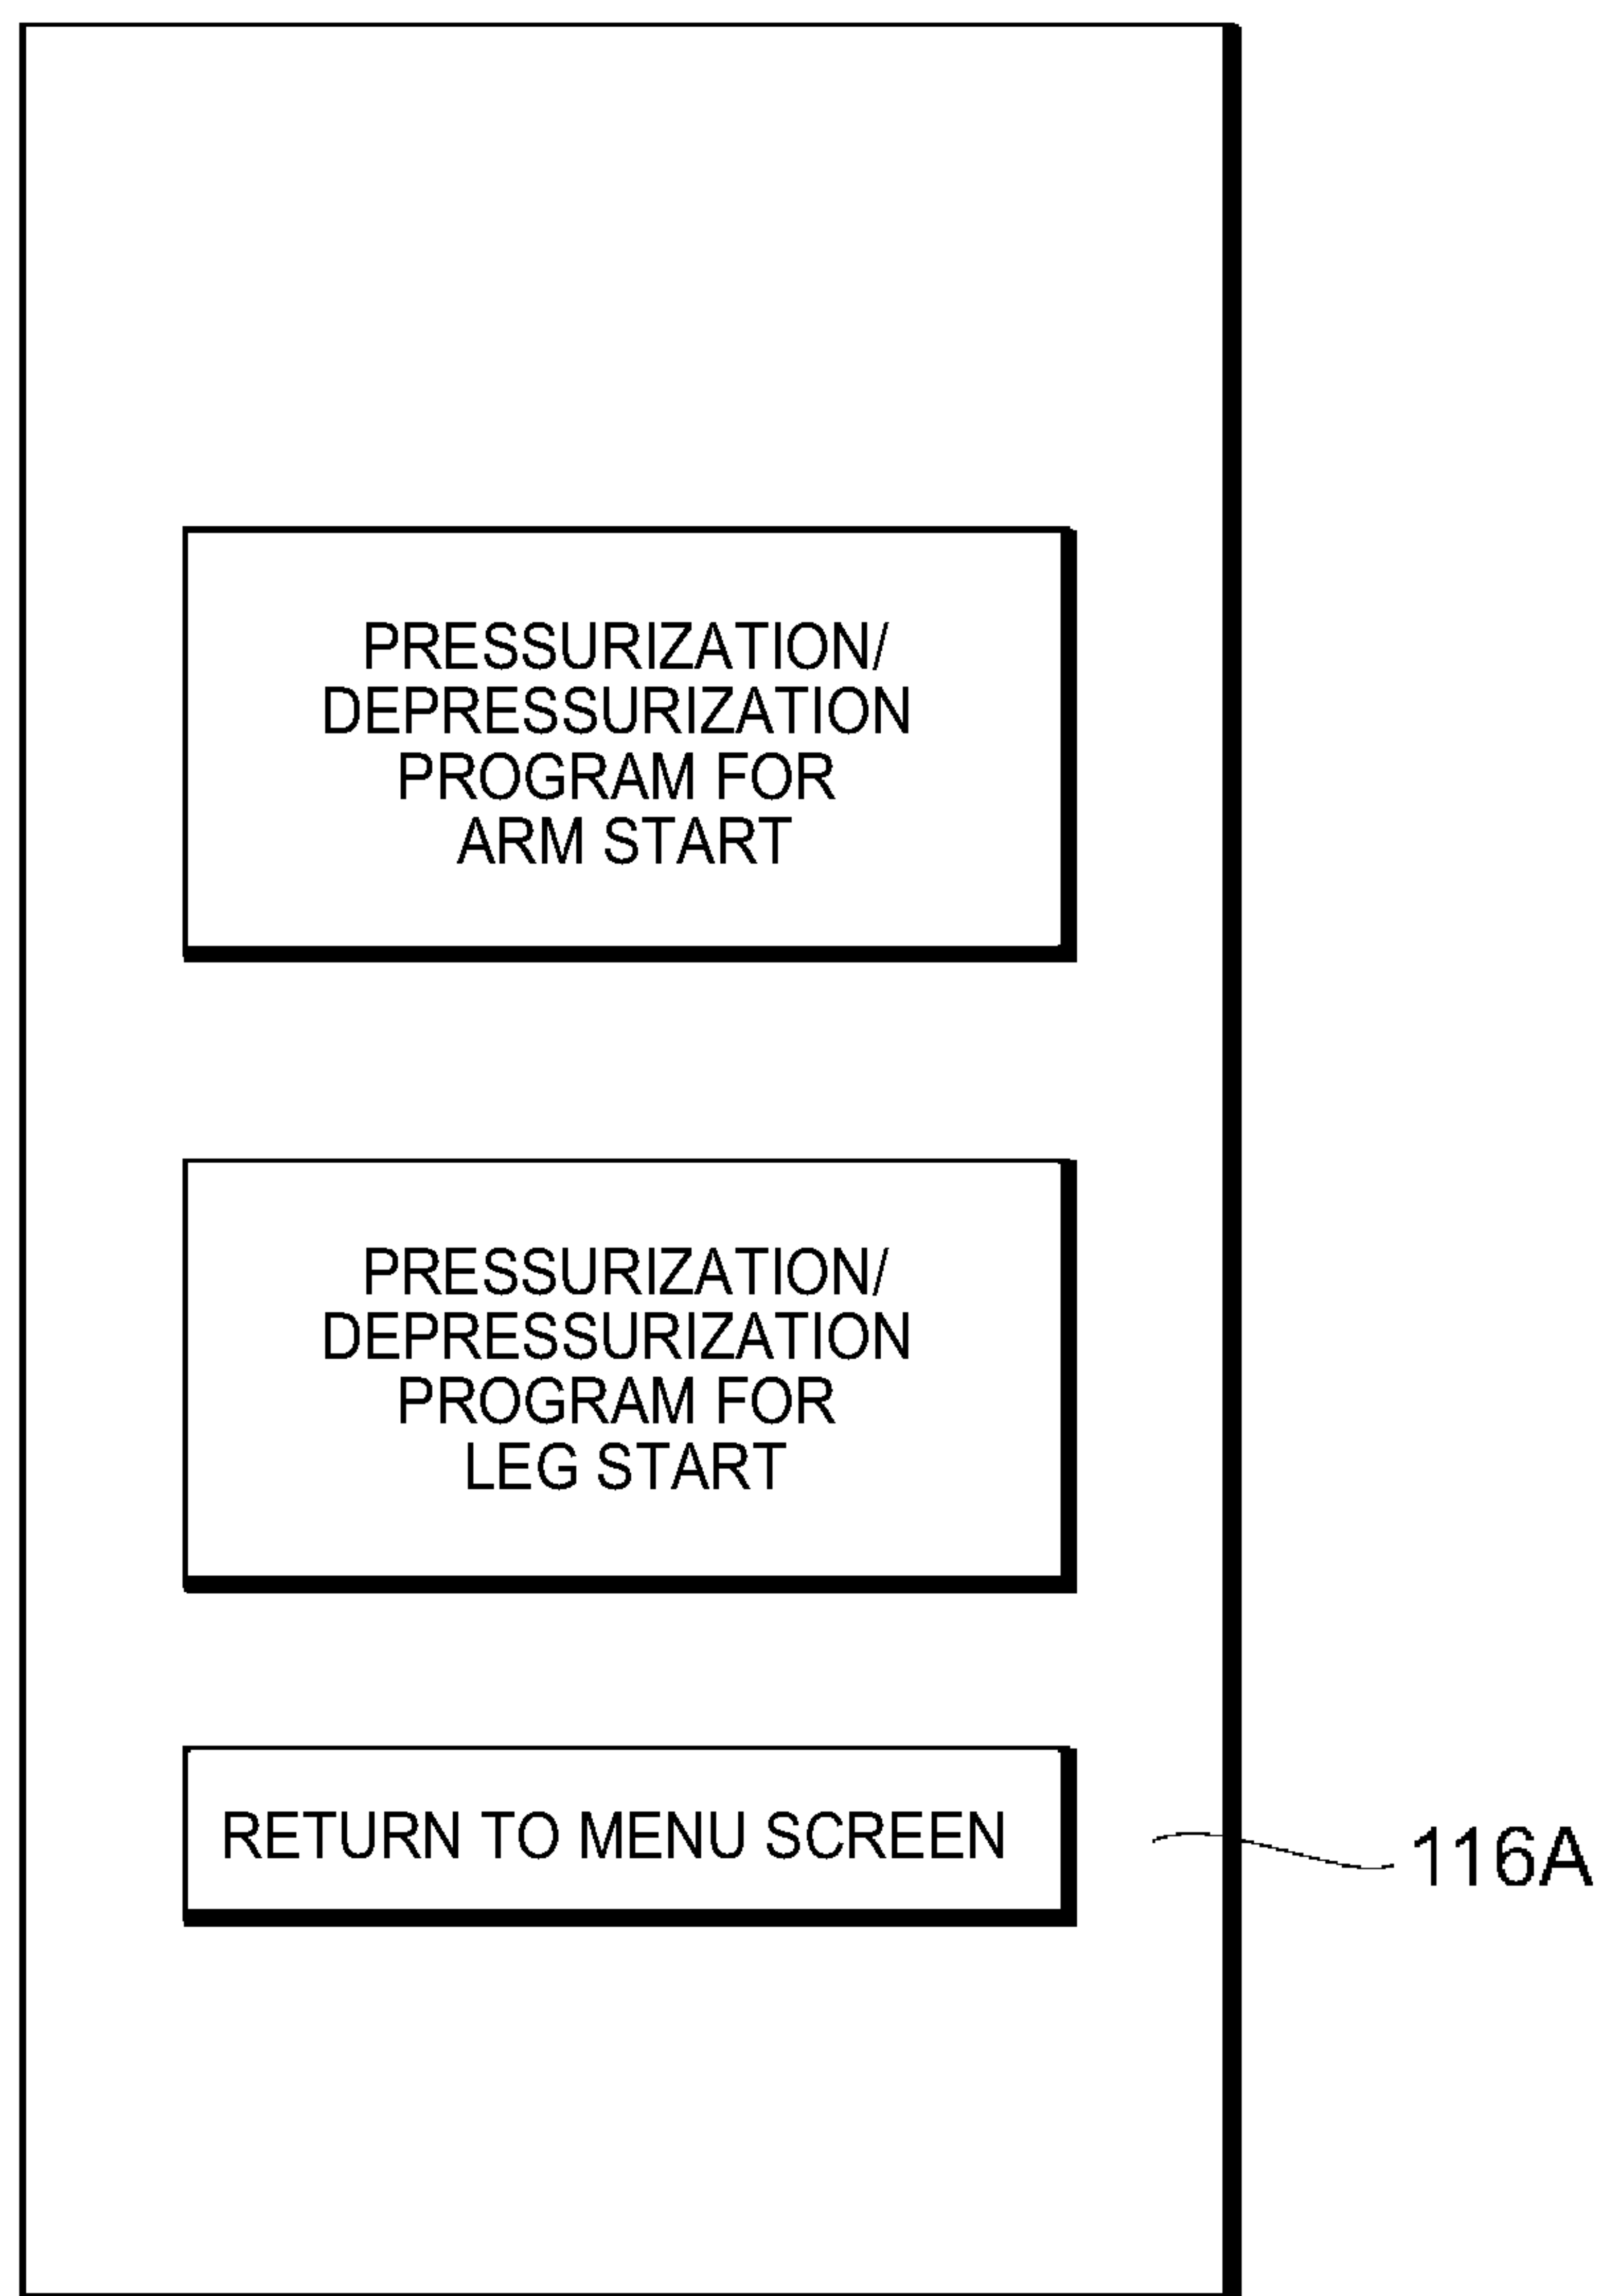 PRESSURIZATION/
DEPRESSURIZATION
PROGRAM FOR
ARM START
PRESSURIZATION/
DEPRESSURIZATION
PROGRAM FOR
LEG START
RETURN TO MENU SCREEN
116A